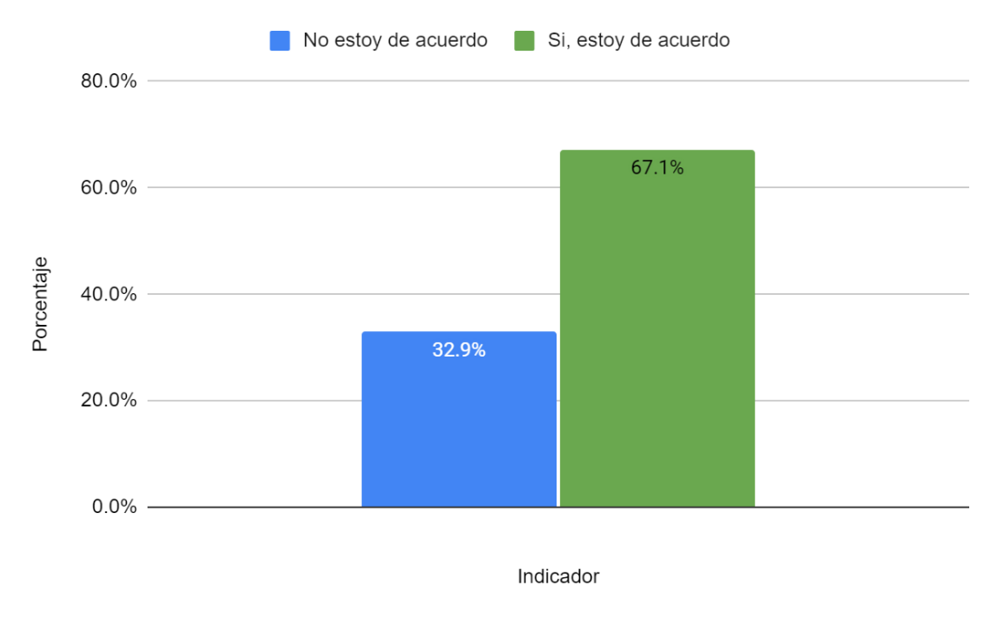 No estoy de acuerdo Si, estoy de acuerdo
80.0%
67.1%
60.0%
Porcentaje
40.0%
32.9%
20.0%
0.0%
Indicador